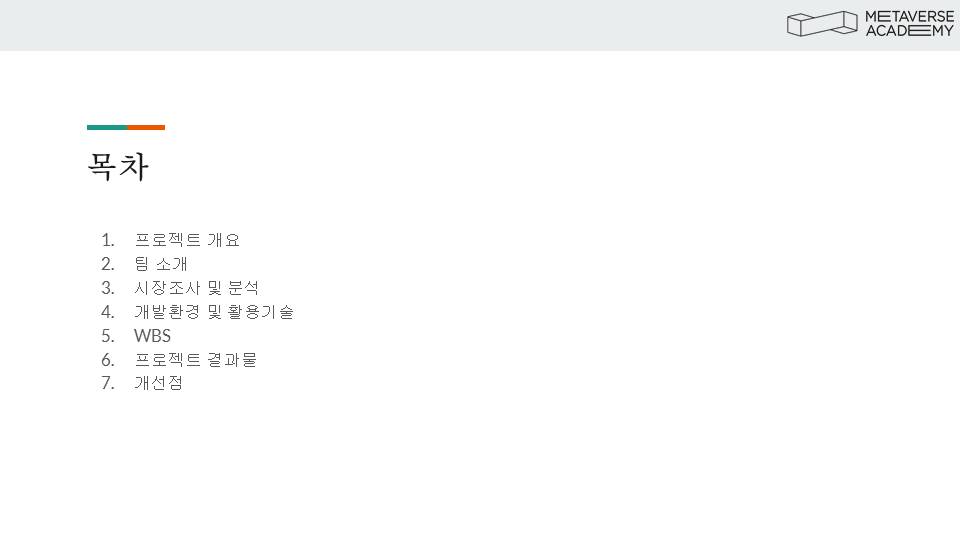 METAVERSE
ACADEMY
목차
1. 프로젝트 개요
2. 팀 소개
3. 시장조사 및 분석
4. 개발환경 및 활용기술
5. WBS
6. 프로젝트 결과물
7. 개선점